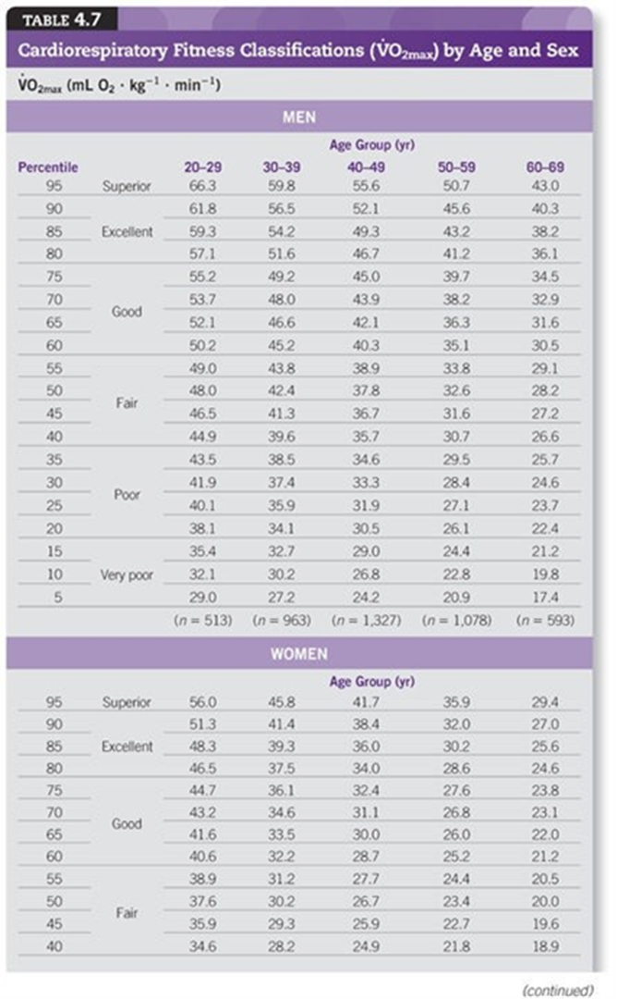 TABLE 4.7
Cardiorespiratory Fitness Classifications (V̇O2max) by Age and Sex
V̇O2max (mL O2 · kg−1 · min−1)
MEN
Age Group (yr)
Percentile 20–29 30–39 40–49 50–59 60–69
95 Superior 66.3 59.8 55.6 50.7 43.0
90 61.8 56.5 52.1 45.6 40.3
85 Excellent 59.3 54.2 49.3 43.2 38.2
80 57.1 51.6 46.7 41.2 36.1
75 55.2 49.2 45.0 39.7 34.5
70 53.7 48.0 43.9 38.2 32.9
Good
65 52.1 46.6 42.1 36.3 31.6
60 50.2 45.2 40.3 35.1 30.5
55 49.0 43.8 38.9 33.8 29.1
50 48.0 42.4 37.8 32.6 28.2
Fair
45 46.5 41.3 36.7 31.6 27.2
40 44.9 39.6 35.7 30.7 26.6
35 43.5 38.5 34.6 29.5 25.7
30 41.9 37.4 33.3 28.4 24.6
Poor
25 40.1 35.9 31.9 27.1 23.7
20 38.1 34.1 30.5 26.1 22.4
15 35.4 32.7 29.0 24.4 21.2
10 Very poor 32.1 30.2 26.8 22.8 19.8
5 29.0 27.2 24.2 20.9 17.4
(n = 513) (n = 963) (n = 1,327) (n = 1,078) (n = 593)
WOMEN
Age Group (yr)
95 Superior 56.0 45.8 41.7 35.9 29.4
90 51.3 41.4 38.4 32.0 27.0
85 Excellent 48.3 39.3 36.0 30.2 25.6
80 46.5 37.5 34.0 28.6 24.6
75 44.7 36.1 32.4 27.6 23.8
70 43.2 34.6 31.1 26.8 23.1
Good
65 41.6 33.5 30.0 26.0 22.0
60 40.6 32.2 28.7 25.2 21.2
55 38.9 31.2 27.7 24.4 20.5
50 37.6 30.2 26.7 23.4 20.0
Fair
45 35.9 29.3 25.9 22.7 19.6
40 34.6 28.2 24.9 21.8 18.9
(continued)